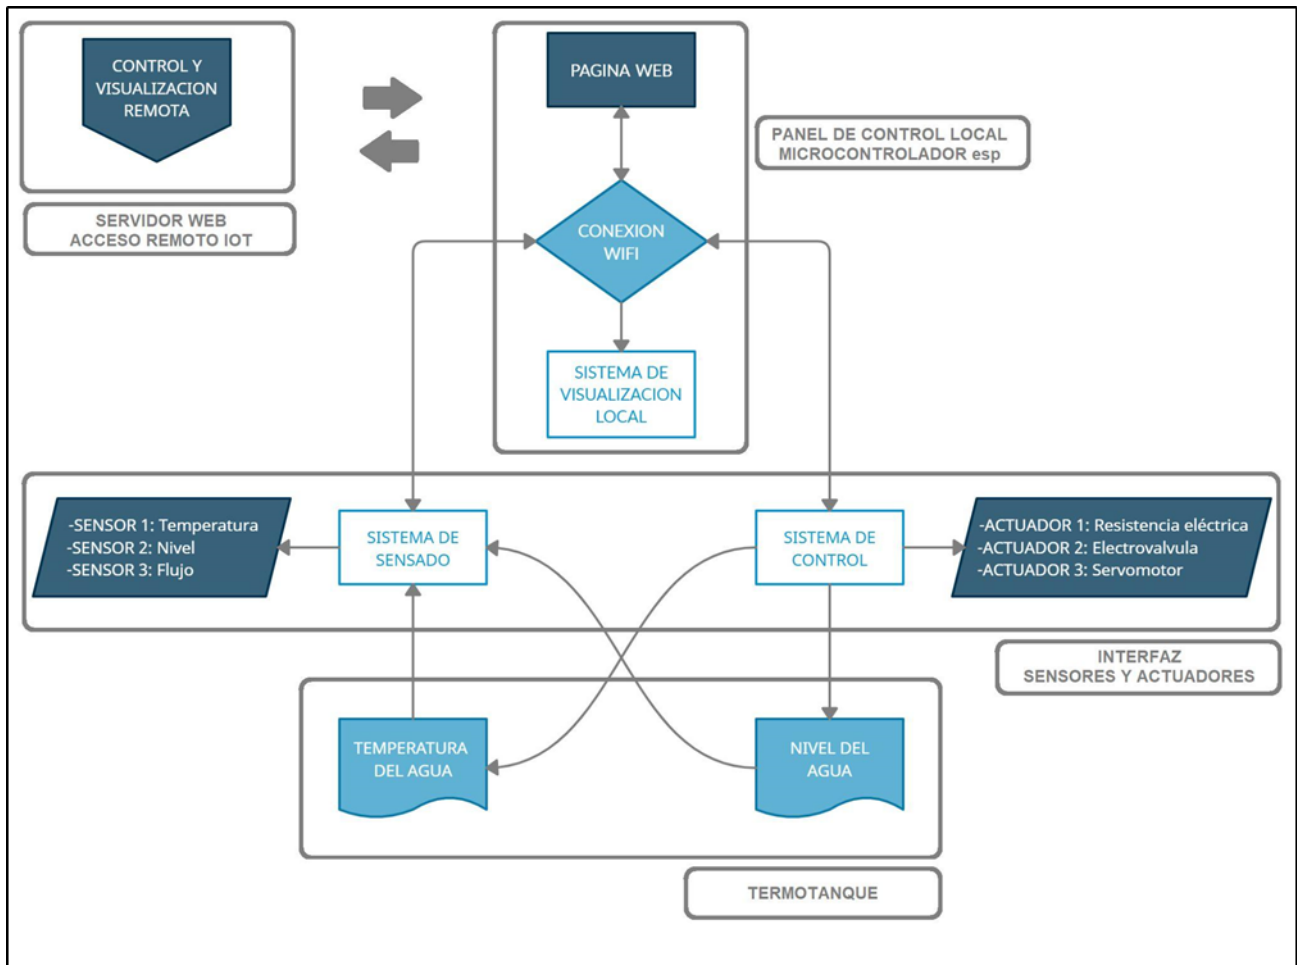 CONTROL Y
VISUALIZACION
REMOTA
SERVIDOR WEB
ACCESO REMOTO IOT
PAGINA WEB
PANEL DE CONTROL LOCAL
MICROCONTROLADOR esp
CONEXION
WIFI
SISTEMA DE
VISUALIZACION
LOCAL
-SENSOR 1: Temperatura
-SENSOR 2: Nivel
-SENSOR 3: Flujo
SISTEMA DE
SENSADO
SISTEMA DE
CONTROL
-ACTUADOR 1: Resistencia eléctrica
-ACTUADOR 2: Electrovalvula
-ACTUADOR 3: Servomotor
INTERFAZ
SENSORES Y ACTUADORES
TEMPERATURA
DEL AGUA
NIVEL DEL
AGUA
TERMOTANQUE